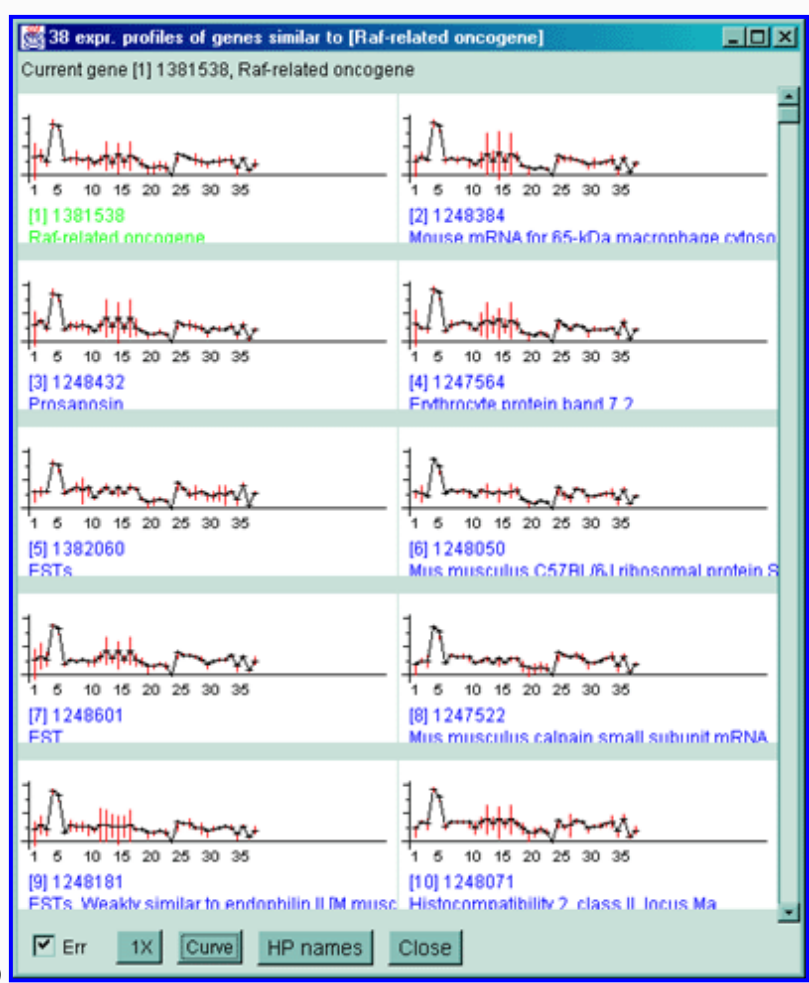 38 expr. profiles of genes similar to [Raf-related oncogene]
Current gene [1] 1381538, Raf-related oncogene
1 5 10 15 20 25 30 35
1 5 10 15 20 25 30 35
[1] 1381538
[2] 1248384
Raf-related oncogene
Mouse mRNA for 65-kDa macrophage cytoso
1 5 10 15 20 25 30 35
1 5 10 15 20 25 30 35
[3] 1248432
[4] 1247564
Prosaposin
Erythrocyte protein band 7.2
1 5 10 15 20 25 30 35
1 5 10 15 20 25 30 35
[5] 1382060
[6] 1248050
ESTs
Mus musculus C57BL/6J ribosomal protein S
1 5 10 15 20 25 30 35
1 5 10 15 20 25 30 35
[7] 1248601
[8] 1247522
EST
Mus musculus calpain small subunit mRNA
1 5 10 15 20 25 30 35
1 5 10 15 20 25 30 35
[9] 1248181
[10] 1248071
ESTs, Weakly similar to endophilin II [M.musc
Histocompatibility 2, class II, locus Ma
Err 1X Curve HP names Close